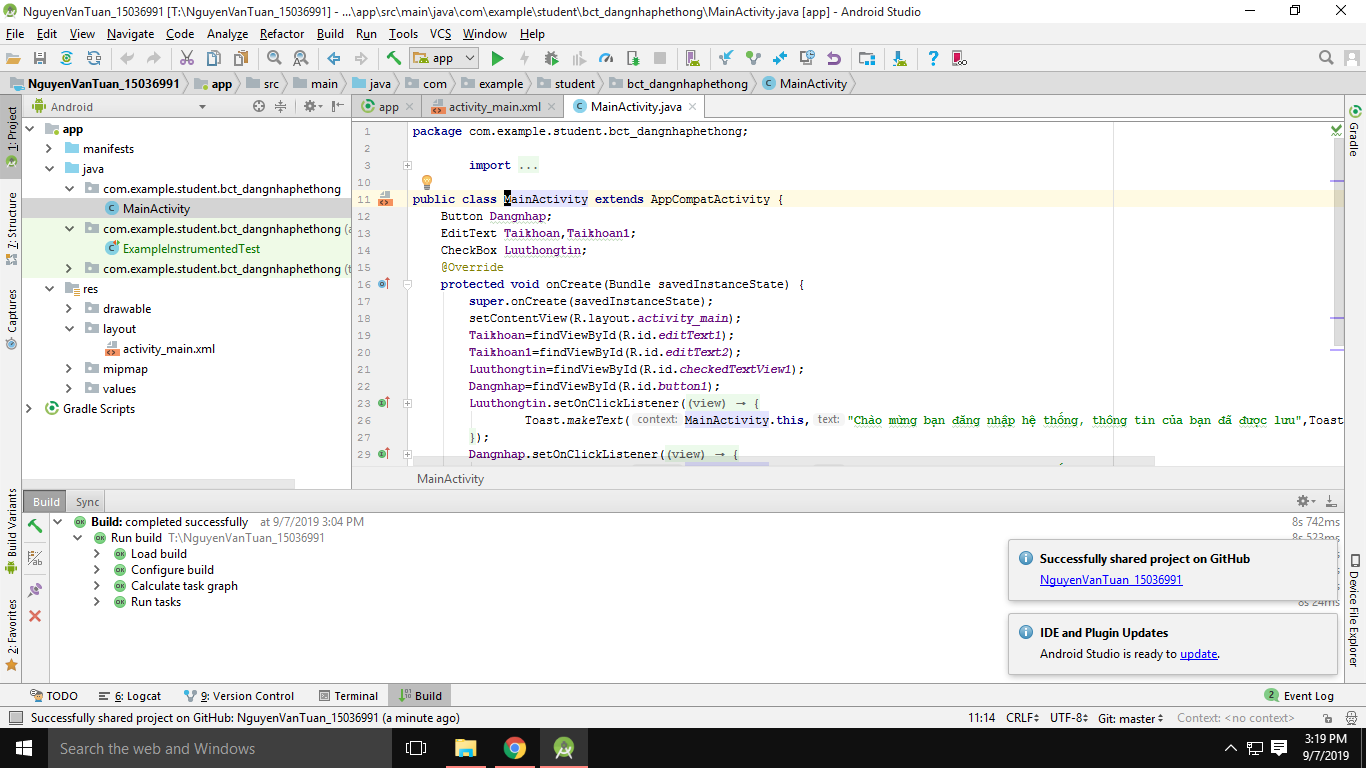 NguyenVanTuan_15036991 [T:\NguyenVanTuan_15036991] - ...\app\src\main\java\com\example\student\bct_dangnhaphethong\MainActivity.java [app] - Android Studio
File Edit View Navigate Code Analyze Refactor Build Run Tools VCS Window Help
app
NguyenVanTuan_15036991 app src main java com example student bct_dangnhaphethong MainActivity
Android
app activity_main.xml MainActivity.java
1: Project
7: Structure
Captures
Build Variants
2: Favorites
app
manifests
java
com.example.student.bct_dangnhaphethong
MainActivity
com.example.student.bct_dangnhaphethong (a
ExampleInstrumentedTest
com.example.student.bct_dangnhaphethong (t
res
drawable
layout
activity_main.xml
mipmap
values
Gradle Scripts
1 package com.example.student.bct_dangnhaphethong;
2
3 import ...
10
11 public class MainActivity extends AppCompatActivity {
12 Button Dangnhap;
13 EditText Taikhoan,Taikhoan1;
14 CheckBox Luuthongtin;
15 @Override
16 protected void onCreate(Bundle savedInstanceState) {
17 super.onCreate(savedInstanceState);
18 setContentView(R.layout.activity_main);
19 Taikhoan=findViewById(R.id.editText1);
20 Taikhoan1=findViewById(R.id.editText2);
21 Luuthongtin=findViewById(R.id.checkedTextView1);
22 Dangnhap=findViewById(R.id.button1);
23 Luuthongtin.setOnClickListener((view) → {
26 Toast.makeText( context: MainActivity.this, text: "Chào mừng bạn đăng nhập hệ thống, thông tin của bạn đã được lưu",Toast
27 });
29 Dangnhap.setOnClickListener((view) → {
MainActivity
Gradle
Device File Explorer
Build Sync
Build: completed successfully at 9/7/2019 3:04 PM 8s 742ms
Run build T:\NguyenVanTuan_15036991 8s 523ms
Load build
Configure build
Calculate task graph
Run tasks 8s 24ms
Successfully shared project on GitHub
NguyenVanTuan_15036991
IDE and Plugin Updates
Android Studio is ready to update.
TODO 6: Logcat 9: Version Control Terminal Build 2 Event Log
Successfully shared project on GitHub: NguyenVanTuan_15036991 (a minute ago) 11:14 CRLF UTF-8 Git: master Context: <no context>
Search the web and Windows
3:19 PM
9/7/2019